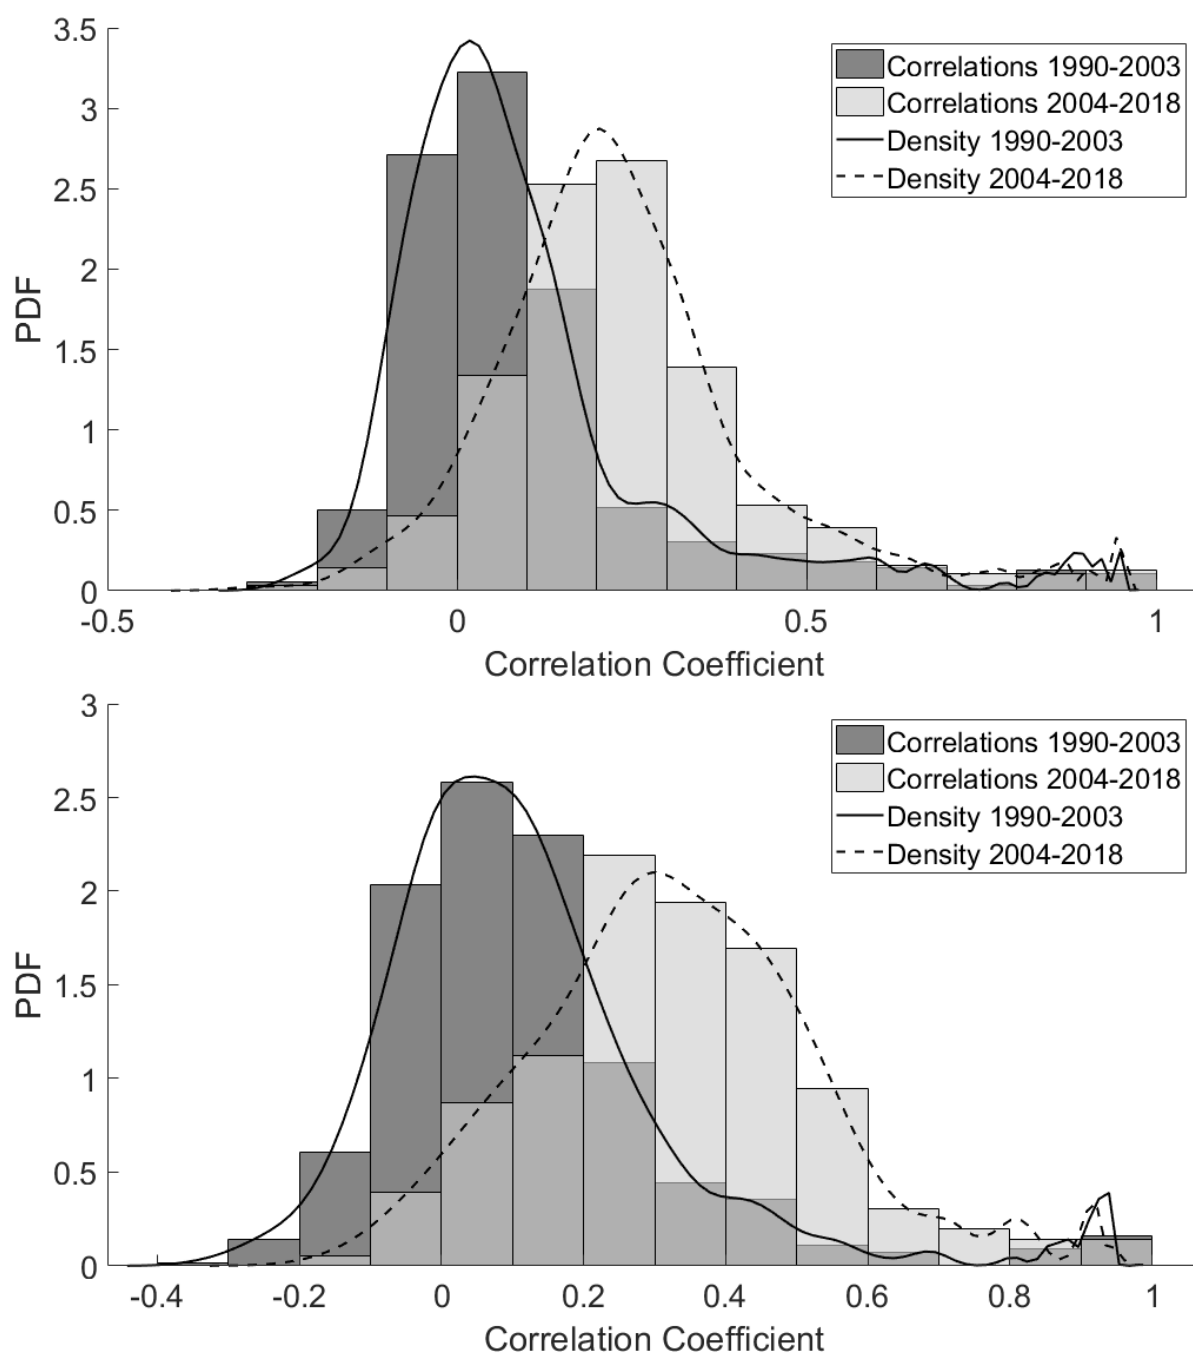 3.5
3
2.5
2
1.5
1
0.5
0
PDF
-0.5
0
0.5
1
Correlation Coefficient
Correlations 1990-2003
Correlations 2004-2018
Density 1990-2003
Density 2004-2018
3
2.5
2
1.5
1
0.5
0
PDF
-0.4
-0.2
0
0.2
0.4
0.6
0.8
1
Correlation Coefficient
Correlations 1990-2003
Correlations 2004-2018
Density 1990-2003
Density 2004-2018